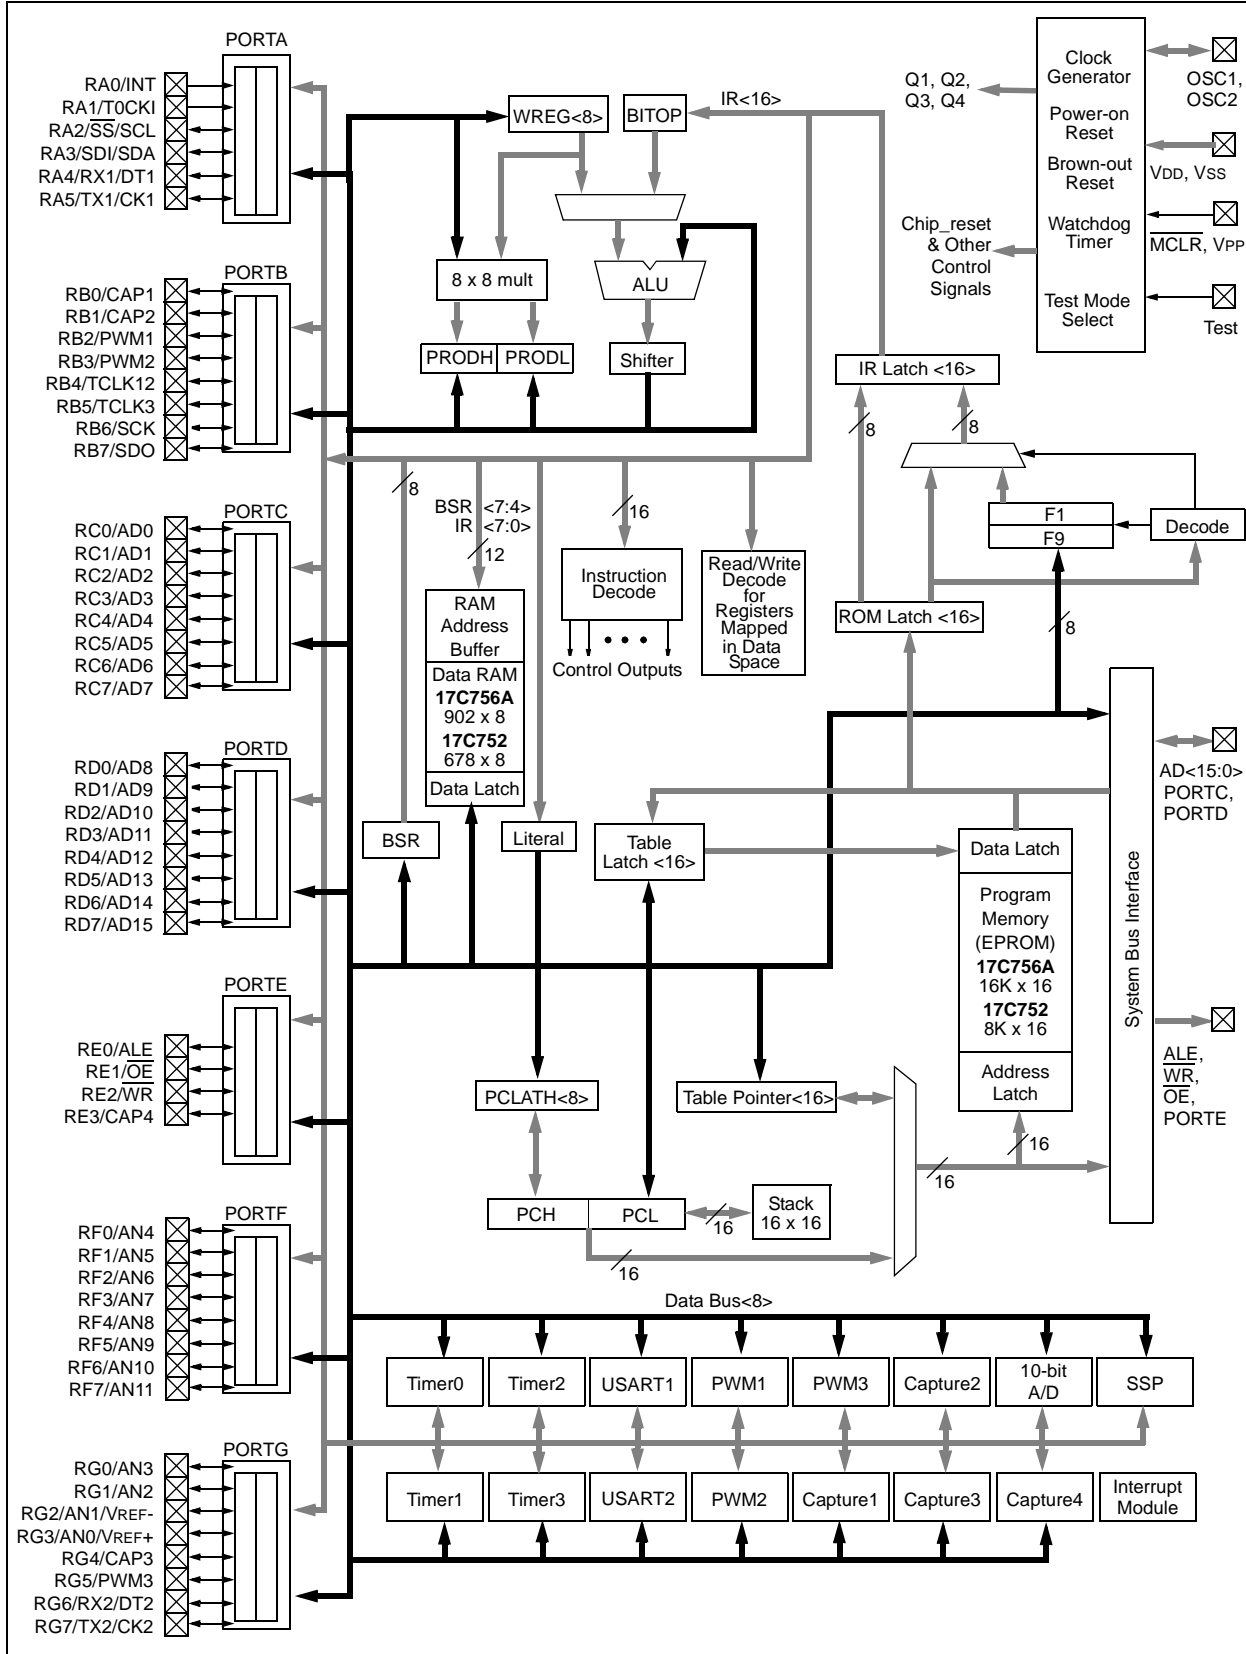 PORTA
RA0/INT
RA1/T0CKI
RA2/SS/SCL
RA3/SDI/SDA
RA4/RX1/DT1
RA5/TX1/CK1
PORTB
RB0/CAP1
RB1/CAP2
RB2/PWM1
RB3/PWM2
RB4/TCLK12
RB5/TCLK3
RB6/SCK
RB7/SDO
PORTC
RC0/AD0
RC1/AD1
RC2/AD2
RC3/AD3
RC4/AD4
RC5/AD5
RC6/AD6
RC7/AD7
PORTD
RD0/AD8
RD1/AD9
RD2/AD10
RD3/AD11
RD4/AD12
RD5/AD13
RD6/AD14
RD7/AD15
PORTE
RE0/ALE
RE1/OE
RE2/WR
RE3/CAP4
PORTF
RF0/AN4
RF1/AN5
RF2/AN6
RF3/AN7
RF4/AN8
RF5/AN9
RF6/AN10
RF7/AN11
PORTG
RG0/AN3
RG1/AN2
RG2/AN1/VREF-
RG3/AN0/VREF+
RG4/CAP3
RG5/PWM3
RG6/RX2/DT2
RG7/TX2/CK2
WREG<8>
BITOP
IR<16>
8 x 8 mult
ALU
PRODH
PRODL
Shifter
Q1, Q2,
Q3, Q4
Chip_reset
& Other
Control
Signals
Clock
Generator
Power-on
Reset
Brown-out
Reset
Watchdog
Timer
Test Mode
Select
OSC1,
OSC2
VDD, VSS
MCLR, VPP
Test
IR Latch <16>
8
8
F1
F9
Decode
ROM Latch <16>
8
8
BSR <7:4>
IR <7:0>
12
16
Instruction
Decode
Control Outputs
Read/Write
Decode
for
Registers
Mapped
in Data
Space
RAM
Address
Buffer
Data RAM
17C756A
902 x 8
17C752
678 x 8
Data Latch
BSR
Literal
Table
Latch <16>
Data Latch
Program
Memory
(EPROM)
17C756A
16K x 16
17C752
8K x 16
Address
Latch
System Bus Interface
AD<15:0>
PORTC,
PORTD
ALE,
WR,
OE,
PORTE
PCLATH<8>
Table Pointer<16>
16
16
PCH
PCL
16
Stack
16 x 16
16
Data Bus<8>
Timer0
Timer2
USART1
PWM1
PWM3
Capture2
10-bit
A/D
SSP
Timer1
Timer3
USART2
PWM2
Capture1
Capture3
Capture4
Interrupt
Module